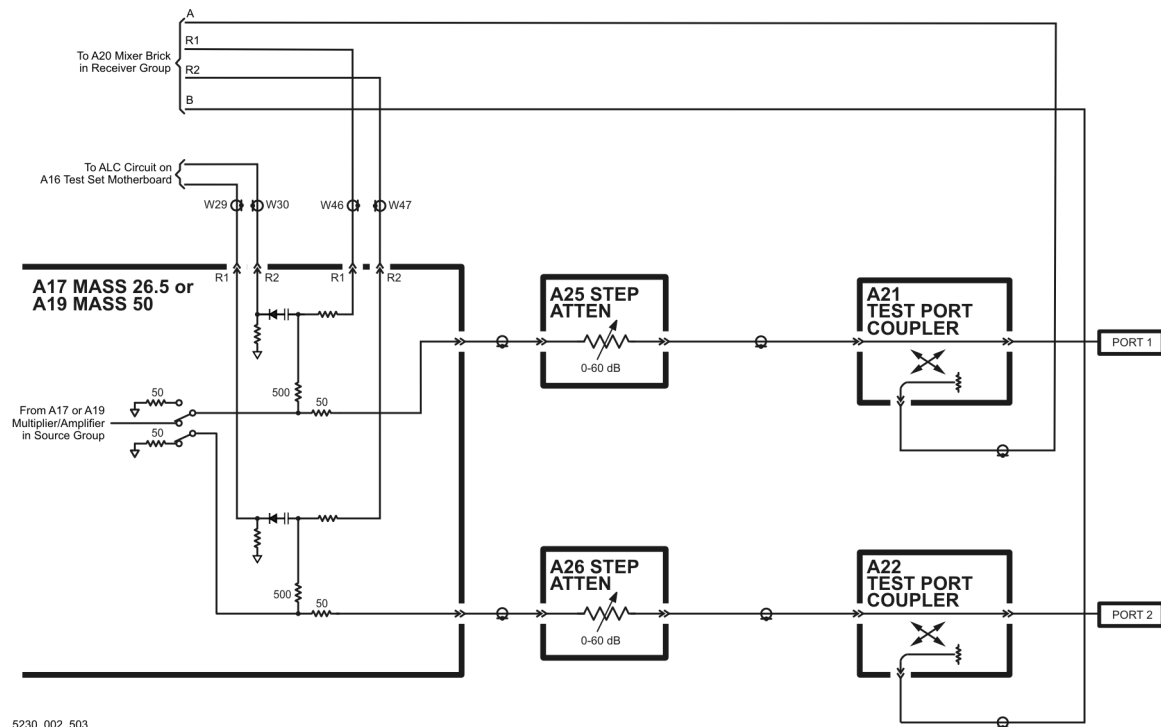 A
R1
To A20 Mixer Brick
in Receiver Group
R2
B
To ALC Circuit on
A16 Test Set Motherboard
W29
W30
W46
W47
R1
R2
R1
R2
A17 MASS 26.5 or
A19 MASS 50
A25 STEP
ATTEN
0-60 dB
A21
TEST PORT
COUPLER
PORT 1
500
50
50
From A17 or A19
Multiplier/Amplifier
in Source Group
50
500
50
A26 STEP
ATTEN
0-60 dB
A22
TEST PORT
COUPLER
PORT 2
5230_002_503